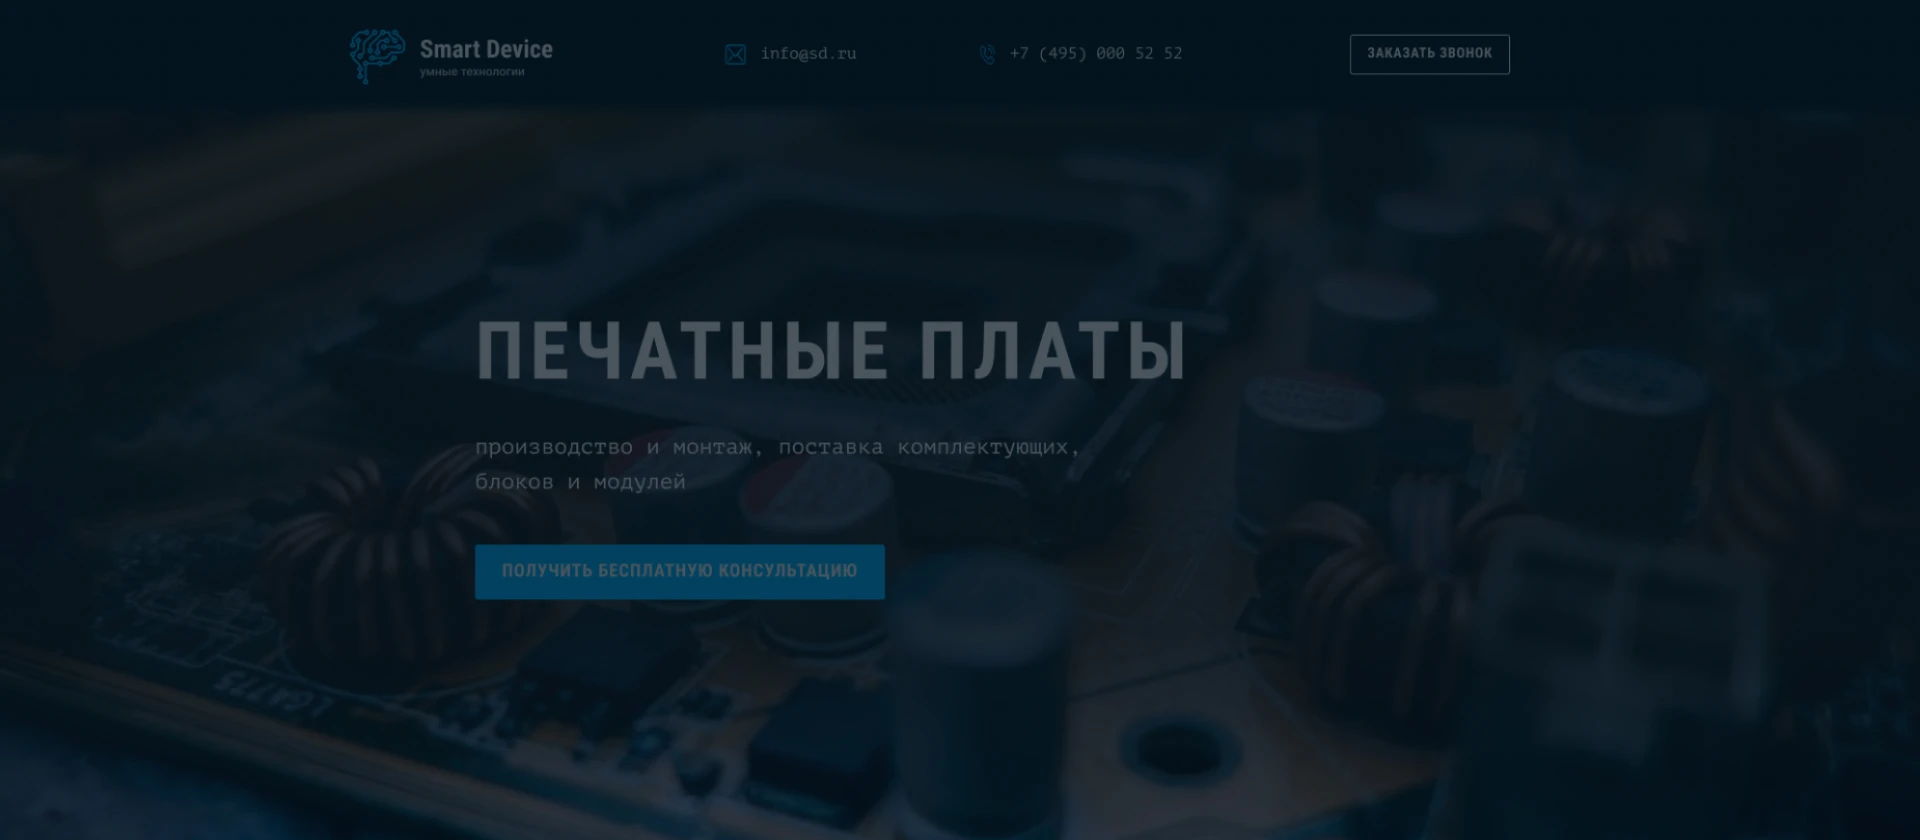 Smart Device
умные технологии
info@sd.ru
+7 (495) 000 52 52
ЗАКАЗАТЬ ЗВОНОК
ПЕЧАТНЫЕ ПЛАТЫ
производство и монтаж, поставка комплектующих,
блоков и модулей
ПОЛУЧИТЬ БЕСПЛАТНУЮ КОНСУЛЬТАЦИЮ
LGA775